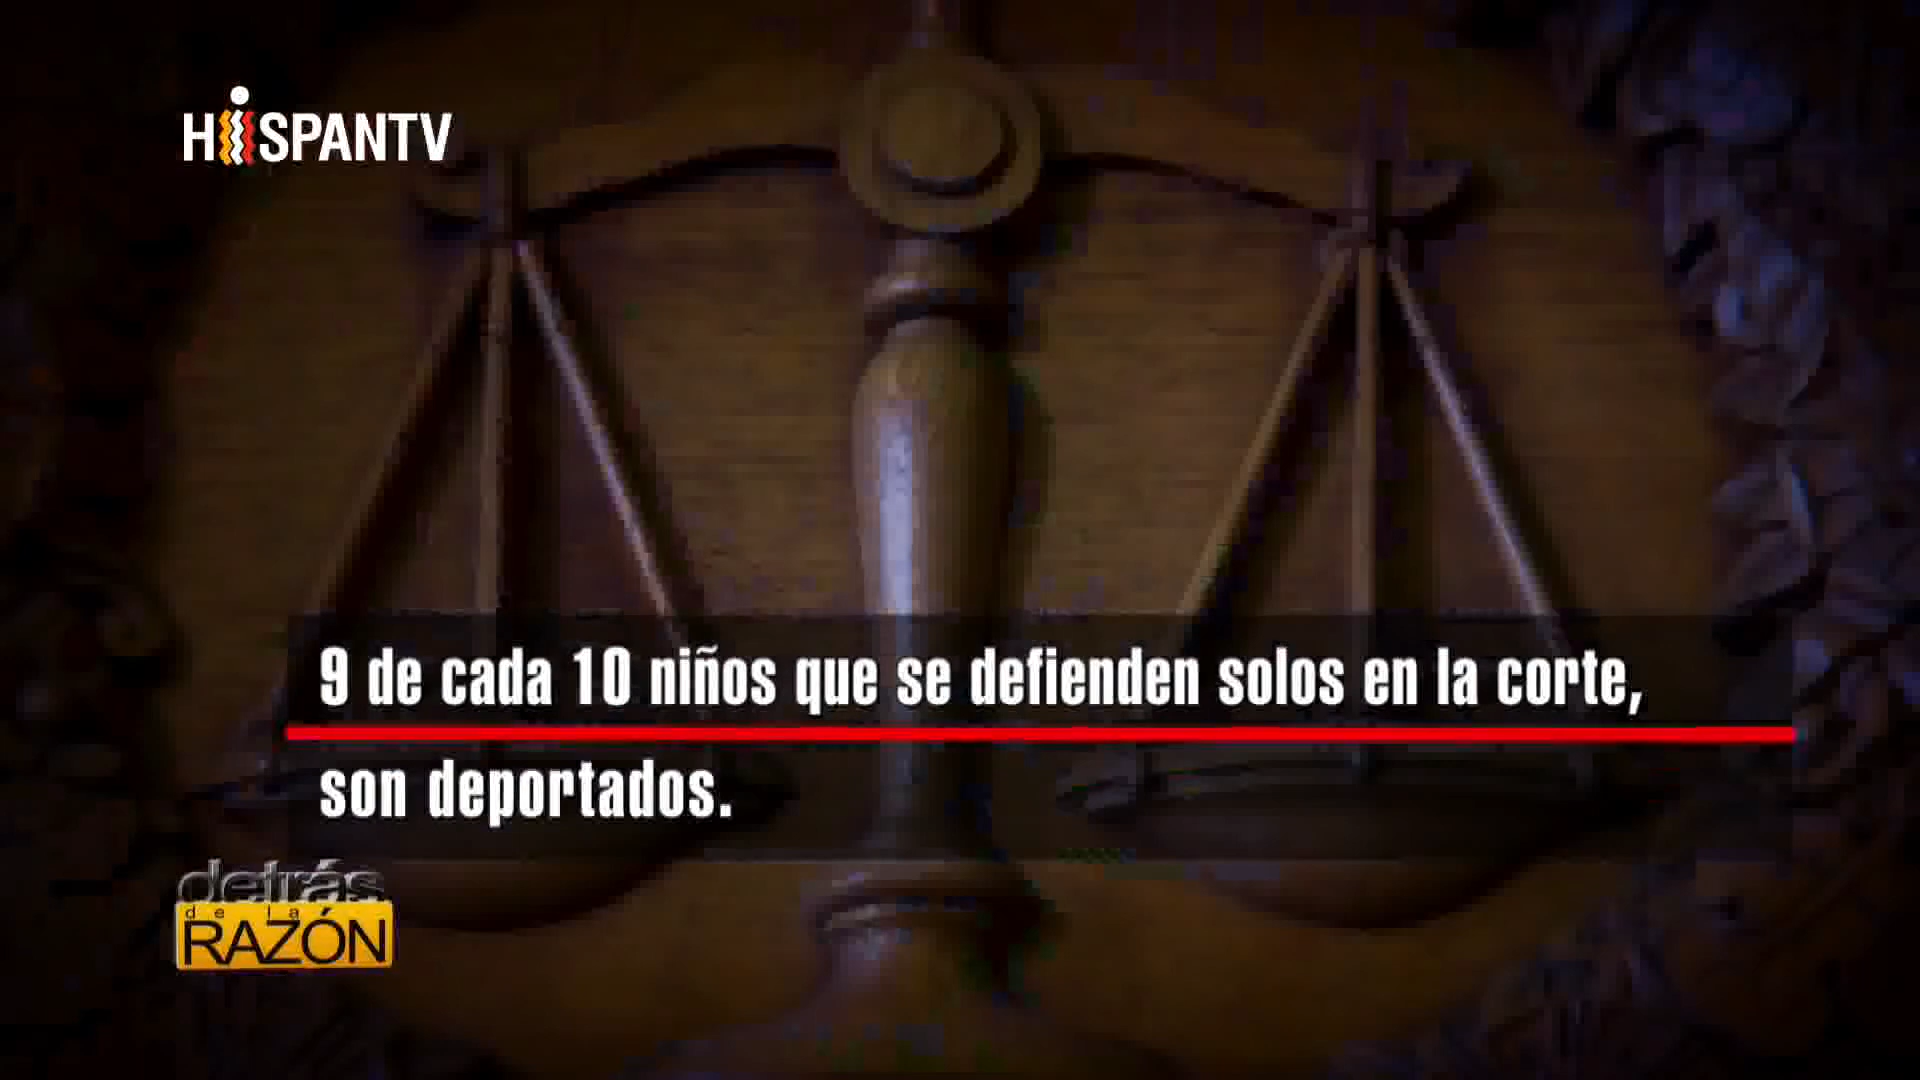 HISPANTV
9 de cada 10 niños que se defienden solos en la corte,
son deportados.
detrás
de la
RAZÓN